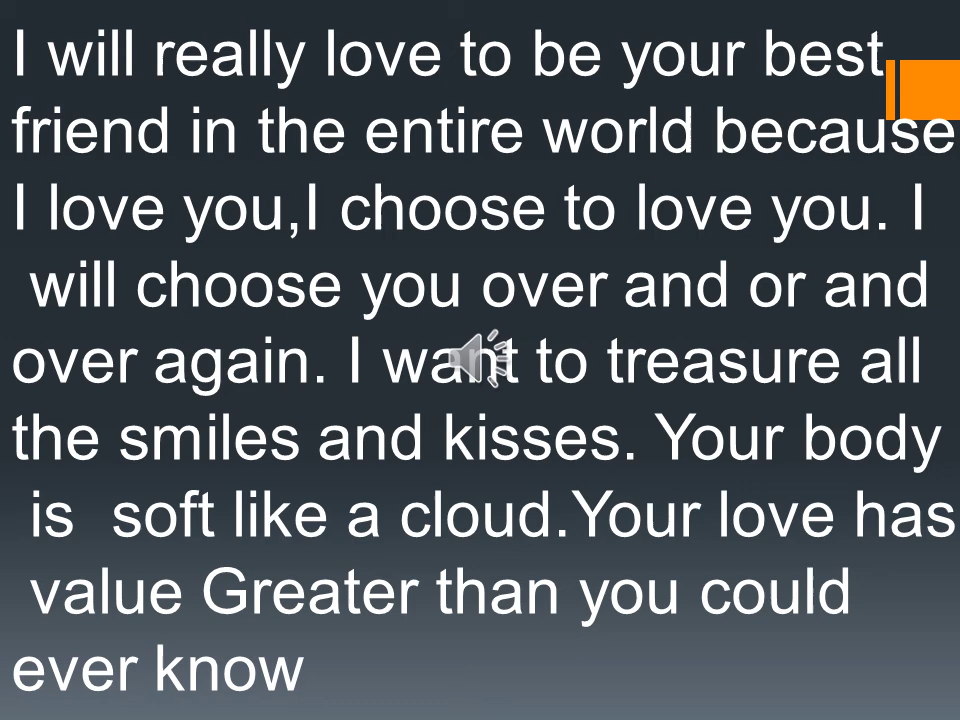 I will really love to be your best
friend in the entire world because
I love you,I choose to love you. I
will choose you over and or and
over again. I want to treasure all
the smiles and kisses. Your body
is  soft like a cloud.Your love has
value Greater than you could
ever know